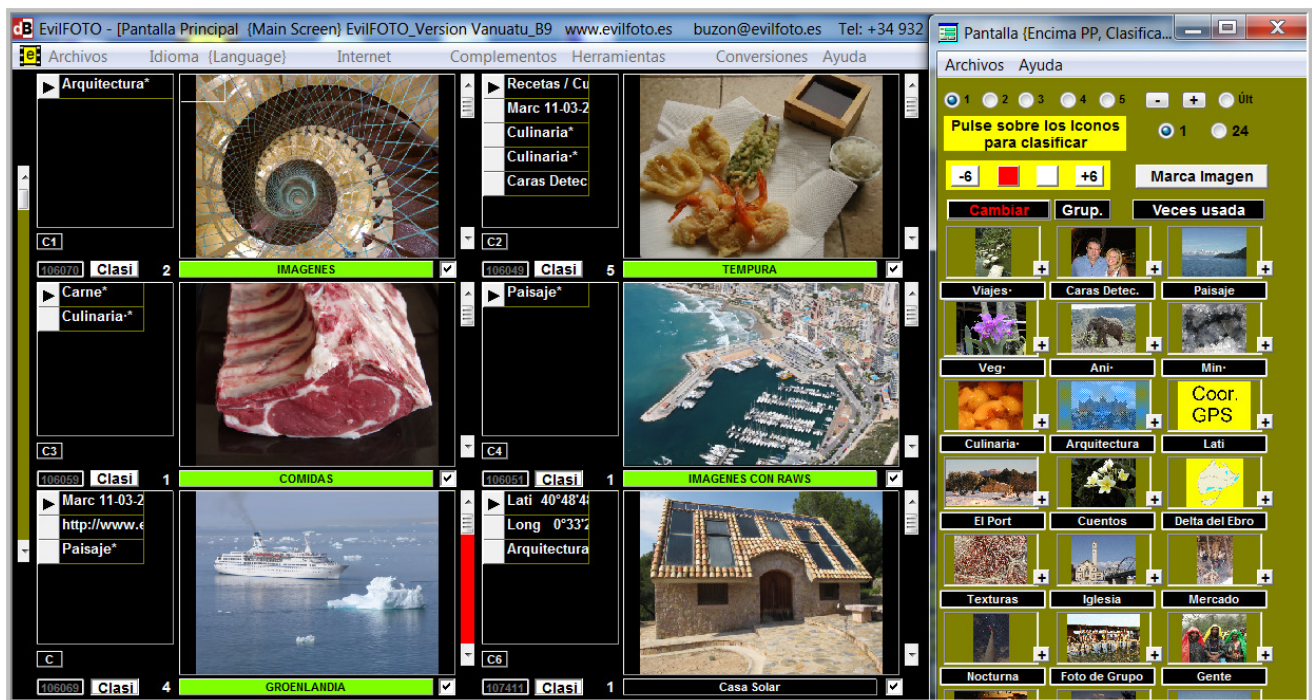 dB EvilFOTO - [Pantalla Principal {Main Screen} EvilFOTO_Version Vanuatu_B9 www.evilfoto.es buzon@evilfoto.es Tel: +34 932
e Archivos Idioma {Language} Internet Complementos Herramientas Conversiones Ayuda
Arquitectura*
C1
106070 Clasi 2 IMAGENES
Recetas / Cu
Marc 11-03-2
Culinaria*
Culinaria·*
Caras Detec
C2
106049 Clasi 5 TEMPURA
Carne*
Culinaria·*
C3
106059 Clasi 1 COMIDAS
Paisaje*
C4
106051 Clasi 1 IMAGENES CON RAWS
Marc 11-03-2
http://www.e
Paisaje*
C
106069 Clasi 4 GROENLANDIA
Lati 40°48'48
Long 0°33'2
Arquitectura
C6
107411 Clasi 1 Casa Solar
Pantalla {Encima PP, Clasifica...
Archivos Ayuda
1 2 3 4 5 - + Últ
Pulse sobre los Iconos
para clasificar
1 24
-6 +6 Marca Imagen
Cambiar Grup. Veces usada
+ + +
Viajes· Caras Detec. Paisaje
+ + +
Veg· Ani· Min·
Coor.
GPS
+ + +
Culinaria· Arquitectura Lati
+ + +
El Port Cuentos Delta del Ebro
+ + +
Texturas Iglesia Mercado
+ + +
Nocturna Foto de Grupo Gente